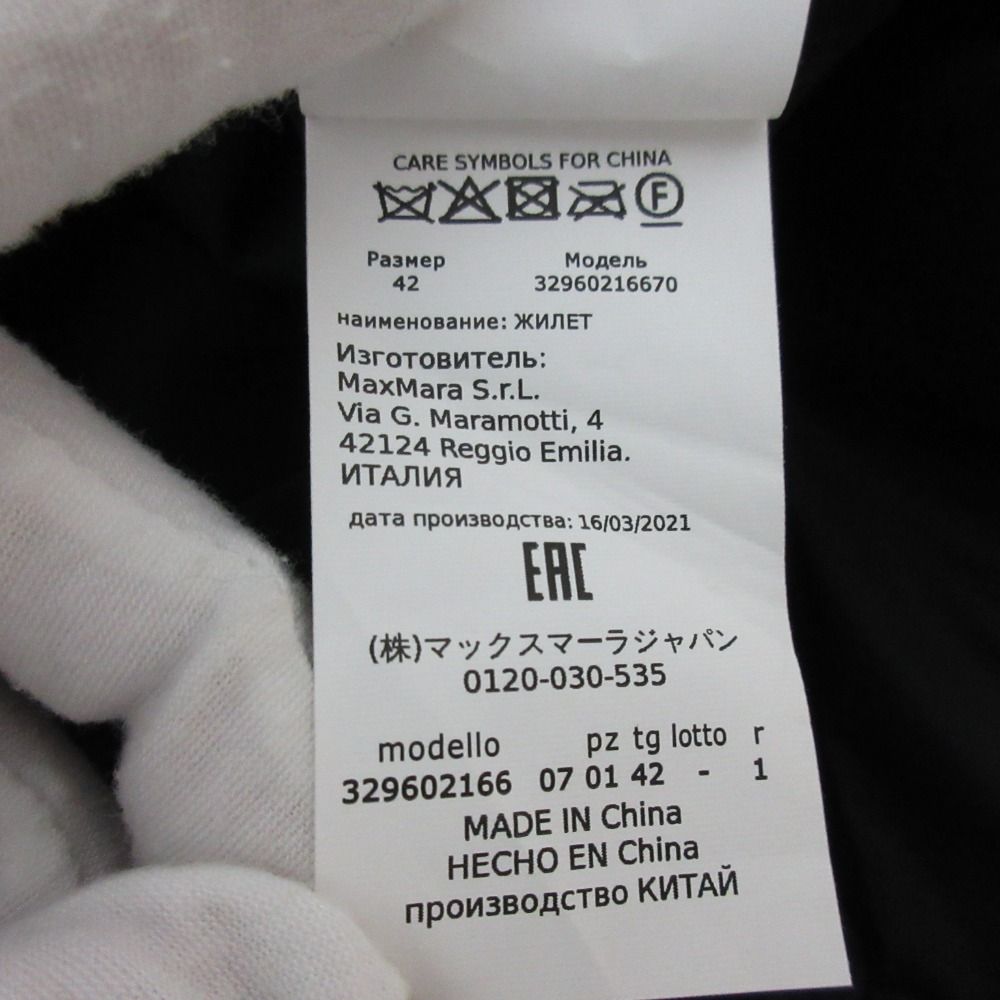 CARE SYMBOLS FOR CHINA
F
Размер Модель
42 32960216670
наименование: ЖИЛЕТ
Изготовитель:
MaxMara S.r.L.
Via G. Maramotti, 4
42124 Reggio Emilia.
ИТАЛИЯ
дата производства: 16/03/2021
EAC
(株)マックスマーラジャパン
0120-030-535
modello pz tg lotto r
329602166 07 01 42 - 1
MADE IN China
HECHO EN China
производство КИТАЙ